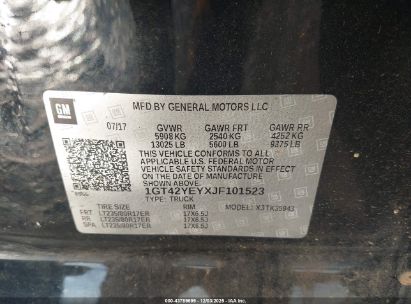 GM
MFD BY GENERAL MOTORS LLC
07/17 GVWR GAWR FRT GAWR RR
5908 KG 2540 KG 4252 KG
13025 LB 5600 LB 9375 LB
THIS VEHICLE CONFORMS TO ALL APPLICABLE
U.S. FEDERAL MOTOR VEHICLE SAFETY STANDARDS IN
EFFECT ON THE DATE OF MANUFACTURE SHOWN ABOVE.
1GT42YEYXJF101523
TYPE: TRUCK MODEL: X3TK35943
TIRE SIZE RIM
FRT LT235/80R17ER 17X6.5J
RR LT235/80R17ER 17X6.5J
SPA LT235/80R17ER 17X6.5J